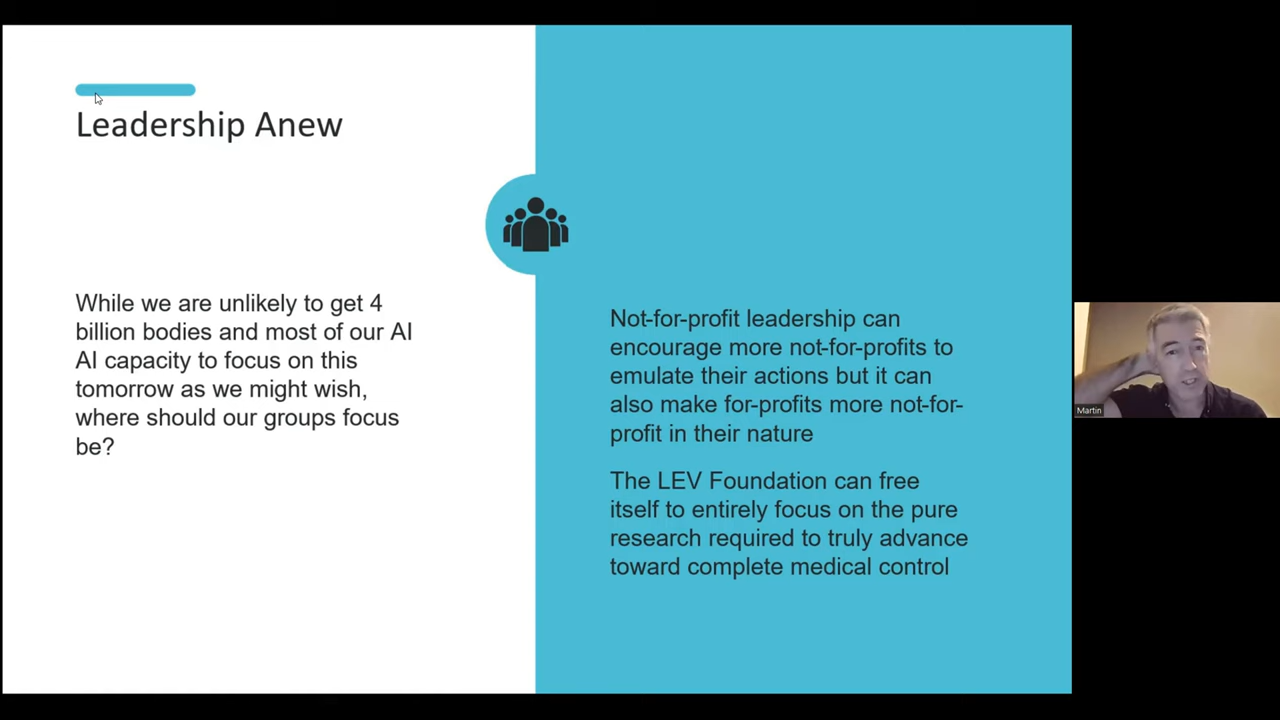 Leadership Anew
While we are unlikely to get 4
billion bodies and most of our AI
AI capacity to focus on this
tomorrow as we might wish,
where should our groups focus
be?
Not-for-profit leadership can
encourage more not-for-profits to
emulate their actions but it can
also make for-profits more not-for-
profit in their nature
The LEV Foundation can free
itself to entirely focus on the pure
research required to truly advance
toward complete medical control
Martin